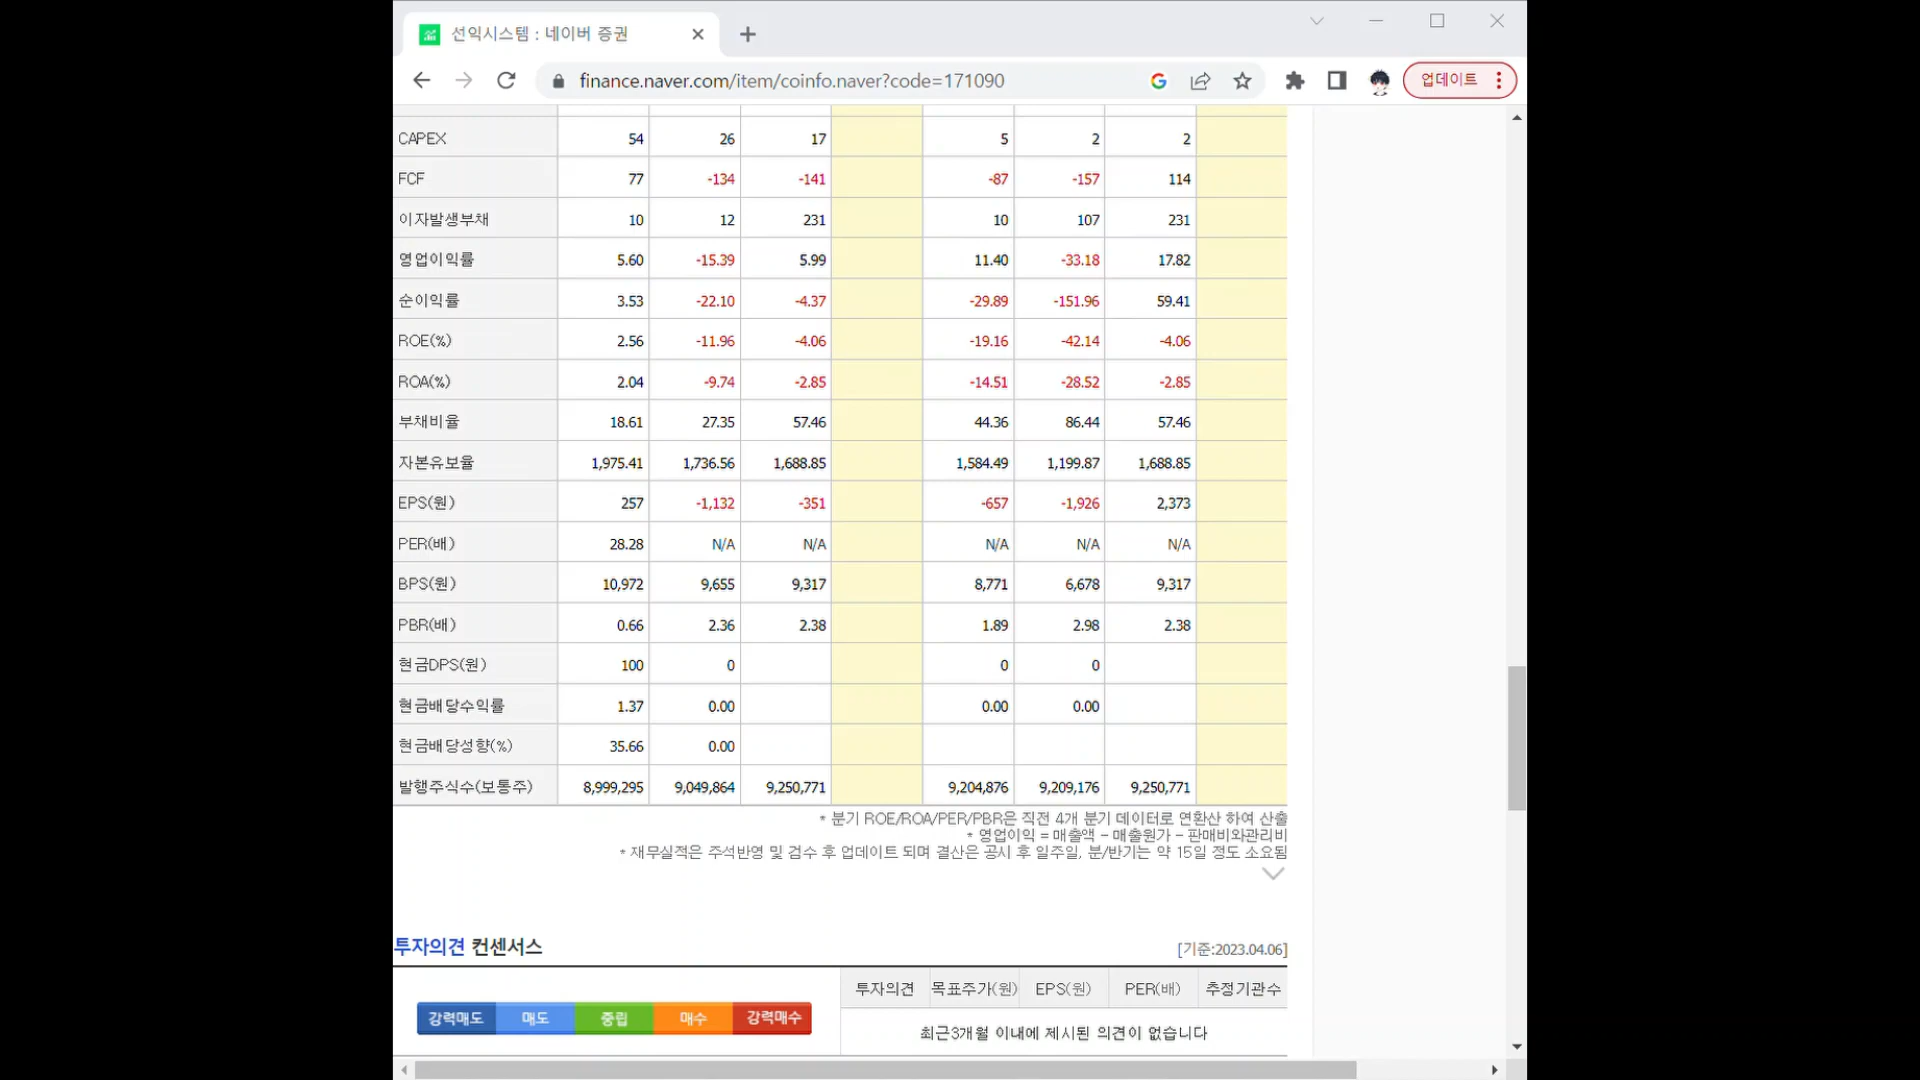 선익시스템 : 네이버 증권
finance.naver.com/item/coinfo.naver?code=171090
업데이트
CAPEX 54 26 17 5 2 2
FCF 77 -134 -141 -87 -157 114
이자발생부채 10 12 231 10 107 231
영업이익률 5.60 -15.39 5.99 11.40 -33.18 17.82
순이익률 3.53 -22.10 -4.37 -29.89 -151.96 59.41
ROE(%) 2.56 -11.96 -4.06 -19.16 -42.14 -4.06
ROA(%) 2.04 -9.74 -2.85 -14.51 -28.52 -2.85
부채비율 18.61 27.35 57.46 44.36 86.44 57.46
자본유보율 1,975.41 1,736.56 1,688.85 1,584.49 1,199.87 1,688.85
EPS(원) 257 -1,132 -351 -657 -1,926 2,373
PER(배) 28.28 N/A N/A N/A N/A N/A
BPS(원) 10,972 9,655 9,317 8,771 6,678 9,317
PBR(배) 0.66 2.36 2.38 1.89 2.98 2.38
현금DPS(원) 100 0 0 0
현금배당수익률 1.37 0.00 0.00 0.00
현금배당성향(%) 35.66 0.00
발행주식수(보통주) 8,999,295 9,049,864 9,250,771 9,204,876 9,209,176 9,250,771
* 분기 ROE/ROA/PER/PBR은 직전 4개 분기 데이터로 연환산 하여 산출
* 영업이익 = 매출액 - 매출원가 - 판매비와관리비
* 재무실적은 주석반영 및 검수 후 업데이트 되며 결산은 공시 후 일주일, 분/반기는 약 15일 정도 소요됨
투자의견 컨센서스 [기준:2023.04.06]
투자의견 목표주가(원) EPS(원) PER(배) 추정기관수
강력매도 매도 중립 매수 강력매수
최근3개월 이내에 제시된 의견이 없습니다